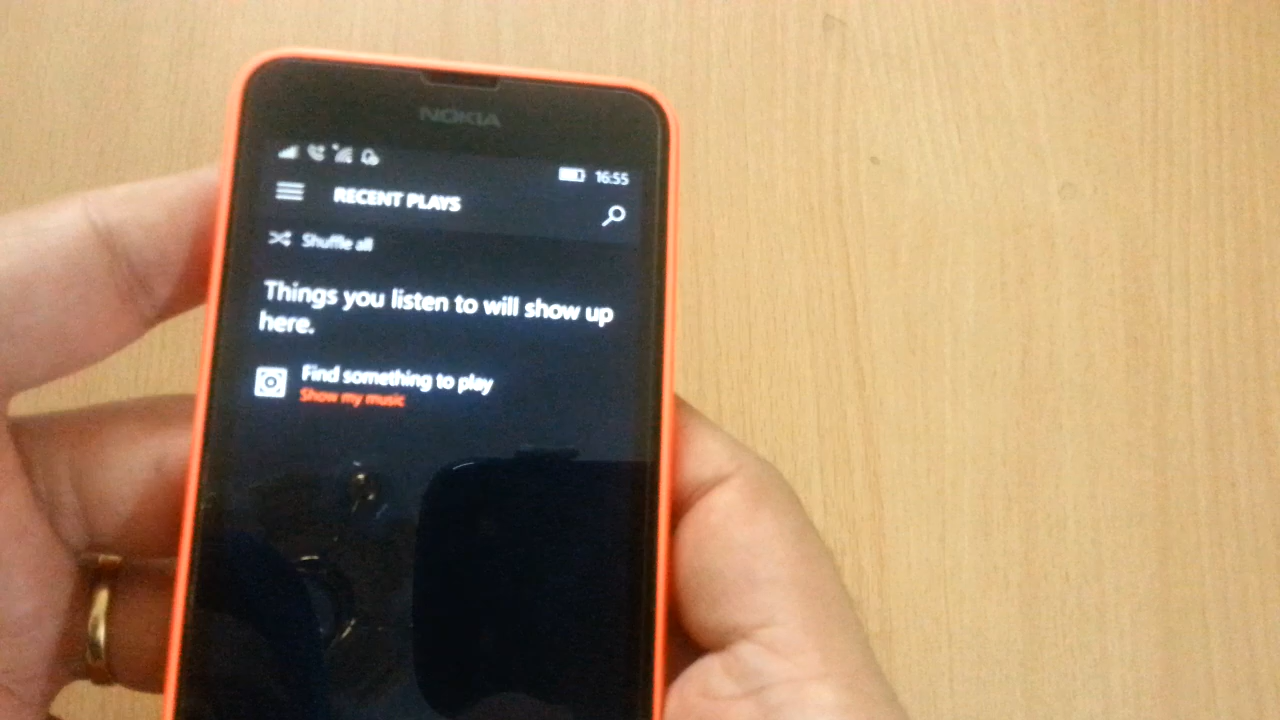 NOKIA
16:55
RECENT PLAYS
Shuffle all
Things you listen to will show up
here.
Find something to play
Show my music